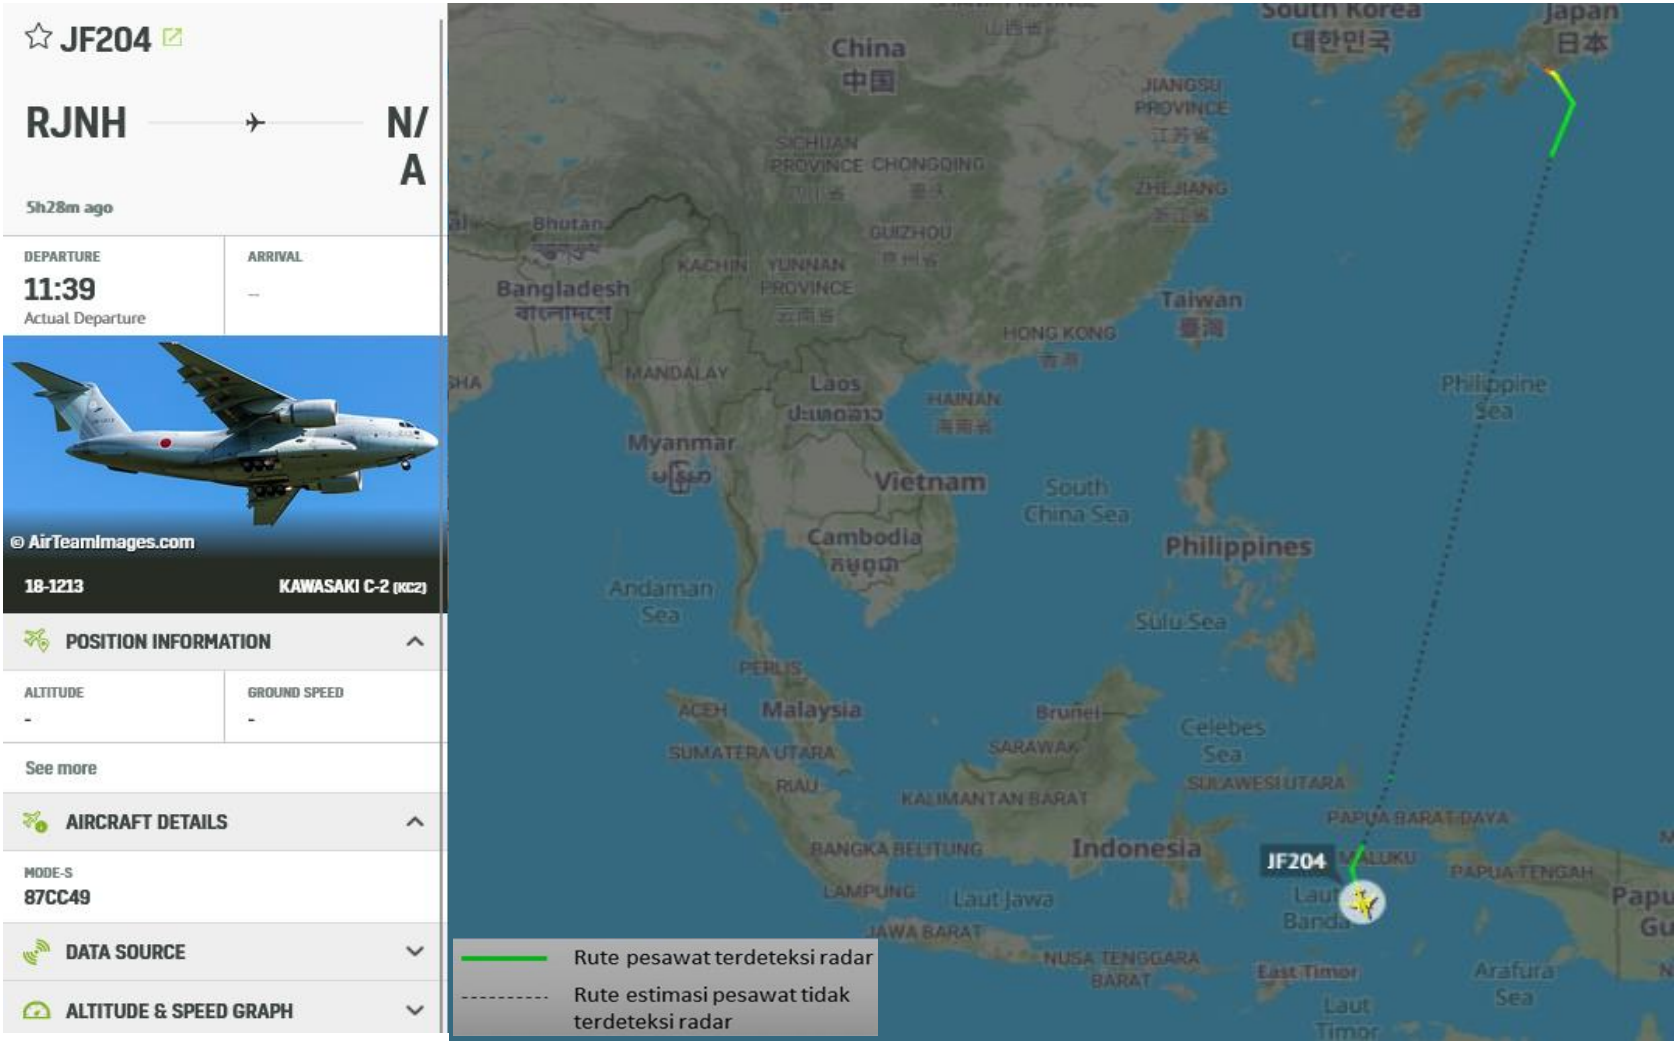 JF204
RJNH
N/
A
5h28m ago
DEPARTURE
11:39
Actual Departure
ARRIVAL
--
© AirTeamImages.com
18-1213
KAWASAKI C-2 (KC2)
POSITION INFORMATION
ALTITUDE
-
GROUND SPEED
-
See more
AIRCRAFT DETAILS
MODE-S
87CC49
DATA SOURCE
ALTITUDE & SPEED GRAPH
South Korea
대한민국
Japan
日本
China
中国
JIANGSU
PROVINCE
江苏省
SICHUAN
PROVINCE
CHONGQING
重庆
ZHEJIANG
浙江省
Bhutan
GUIZHOU
贵州省
KACHIN
YUNNAN
PROVINCE
云南省
Bangladesh
বাংলাদেশ
Taiwan
臺灣
HONG KONG
香港
MANDALAY
Laos
ປະເທດລາວ
HAINAN
海南省
Philippine
Sea
Myanmar
Vietnam
South
China Sea
Cambodia
កម្ពុជា
Philippines
Andaman
Sea
Sulu Sea
PERLIS
ACEH
Malaysia
Brunei
Celebes
Sea
SUMATERA UTARA
SARAWAK
RIAU
KALIMANTAN BARAT
SULAWESI UTARA
PAPUA BARAT DAYA
BANGKA BELITUNG
Indonesia
JF204
MALUKU
PAPUA TENGAH
LAMPUNG
Laut Jawa
Laut
Banda
Papu
Gu
JAWA BARAT
NUSA TENGGARA
BARAT
East Timor
Arafura
Sea
Laut
Timor
Rute pesawat terdeteksi radar
Rute estimasi pesawat tidak
terdeteksi radar